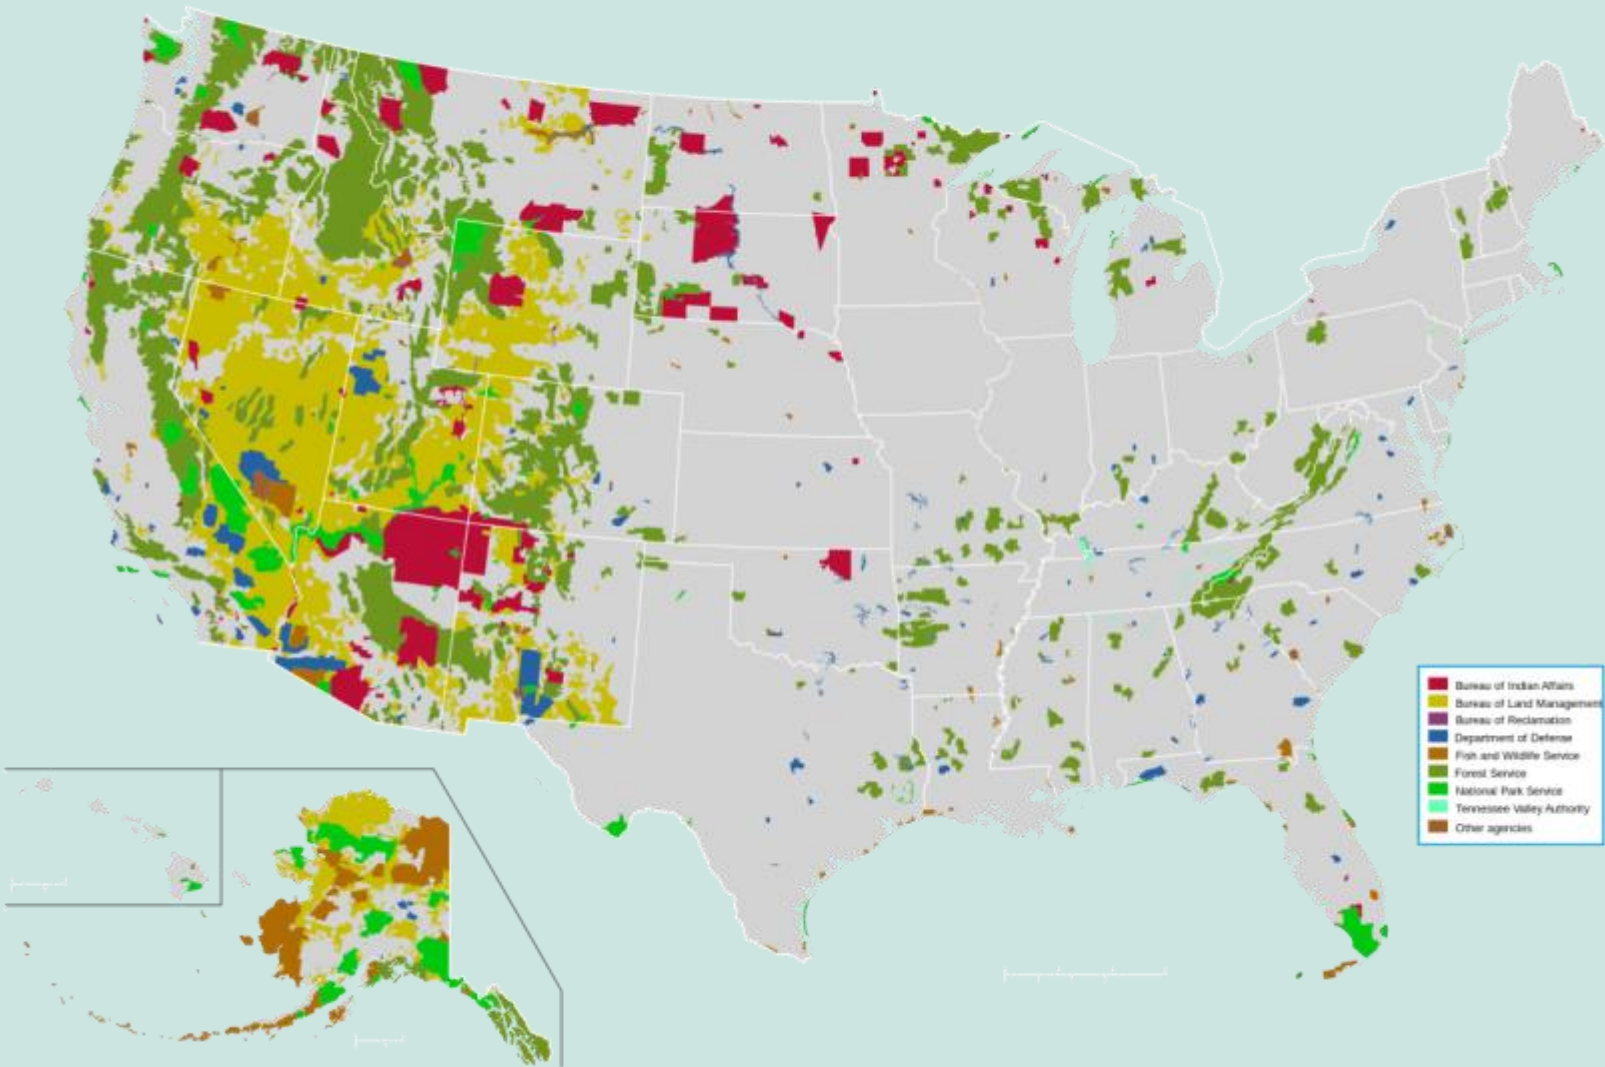 Bureau of Indian Affairs
Bureau of Land Management
Bureau of Reclamation
Department of Defense
Fish and Wildlife Service
Forest Service
National Park Service
Tennessee Valley Authority
Other agencies